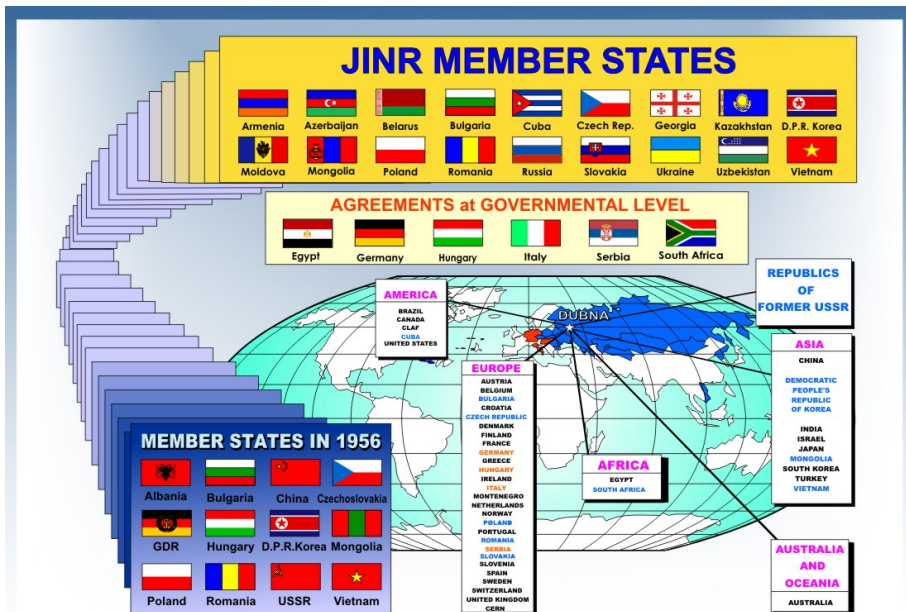 JINR MEMBER STATES
Armenia Azerbaijan Belarus Bulgaria Cuba Czech Rep. Georgia Kazakhstan D.P.R. Korea
Moldova Mongolia Poland Romania Russia Slovakia Ukraine Uzbekistan Vietnam
AGREEMENTS at GOVERNMENTAL LEVEL
Egypt Germany Hungary Italy Serbia South Africa
REPUBLICS
OF
FORMER USSR
DUBNA
AMERICA
BRAZIL
CANADA
CLAF
CUBA
UNITED STATES
EUROPE
AUSTRIA
BELGIUM
BULGARIA
CROATIA
CZECH REPUBLIC
DENMARK
FINLAND
FRANCE
GERMANY
GREECE
HUNGARY
IRELAND
ITALY
MONTENEGRO
NETHERLANDS
NORWAY
POLAND
PORTUGAL
ROMANIA
SERBIA
SLOVAKIA
SLOVENIA
SPAIN
SWEDEN
SWITZERLAND
UNITED KINGDOM
CERN
AFRICA
EGYPT
SOUTH AFRICA
ASIA
CHINA
DEMOCRATIC
PEOPLE'S
REPUBLIC
OF KOREA
INDIA
ISRAEL
JAPAN
MONGOLIA
SOUTH KOREA
TURKEY
VIETNAM
AUSTRALIA
AND
OCEANIA
AUSTRALIA
MEMBER STATES IN 1956
Albania Bulgaria China Czechoslovakia
GDR Hungary D.P.R.Korea Mongolia
Poland Romania USSR Vietnam